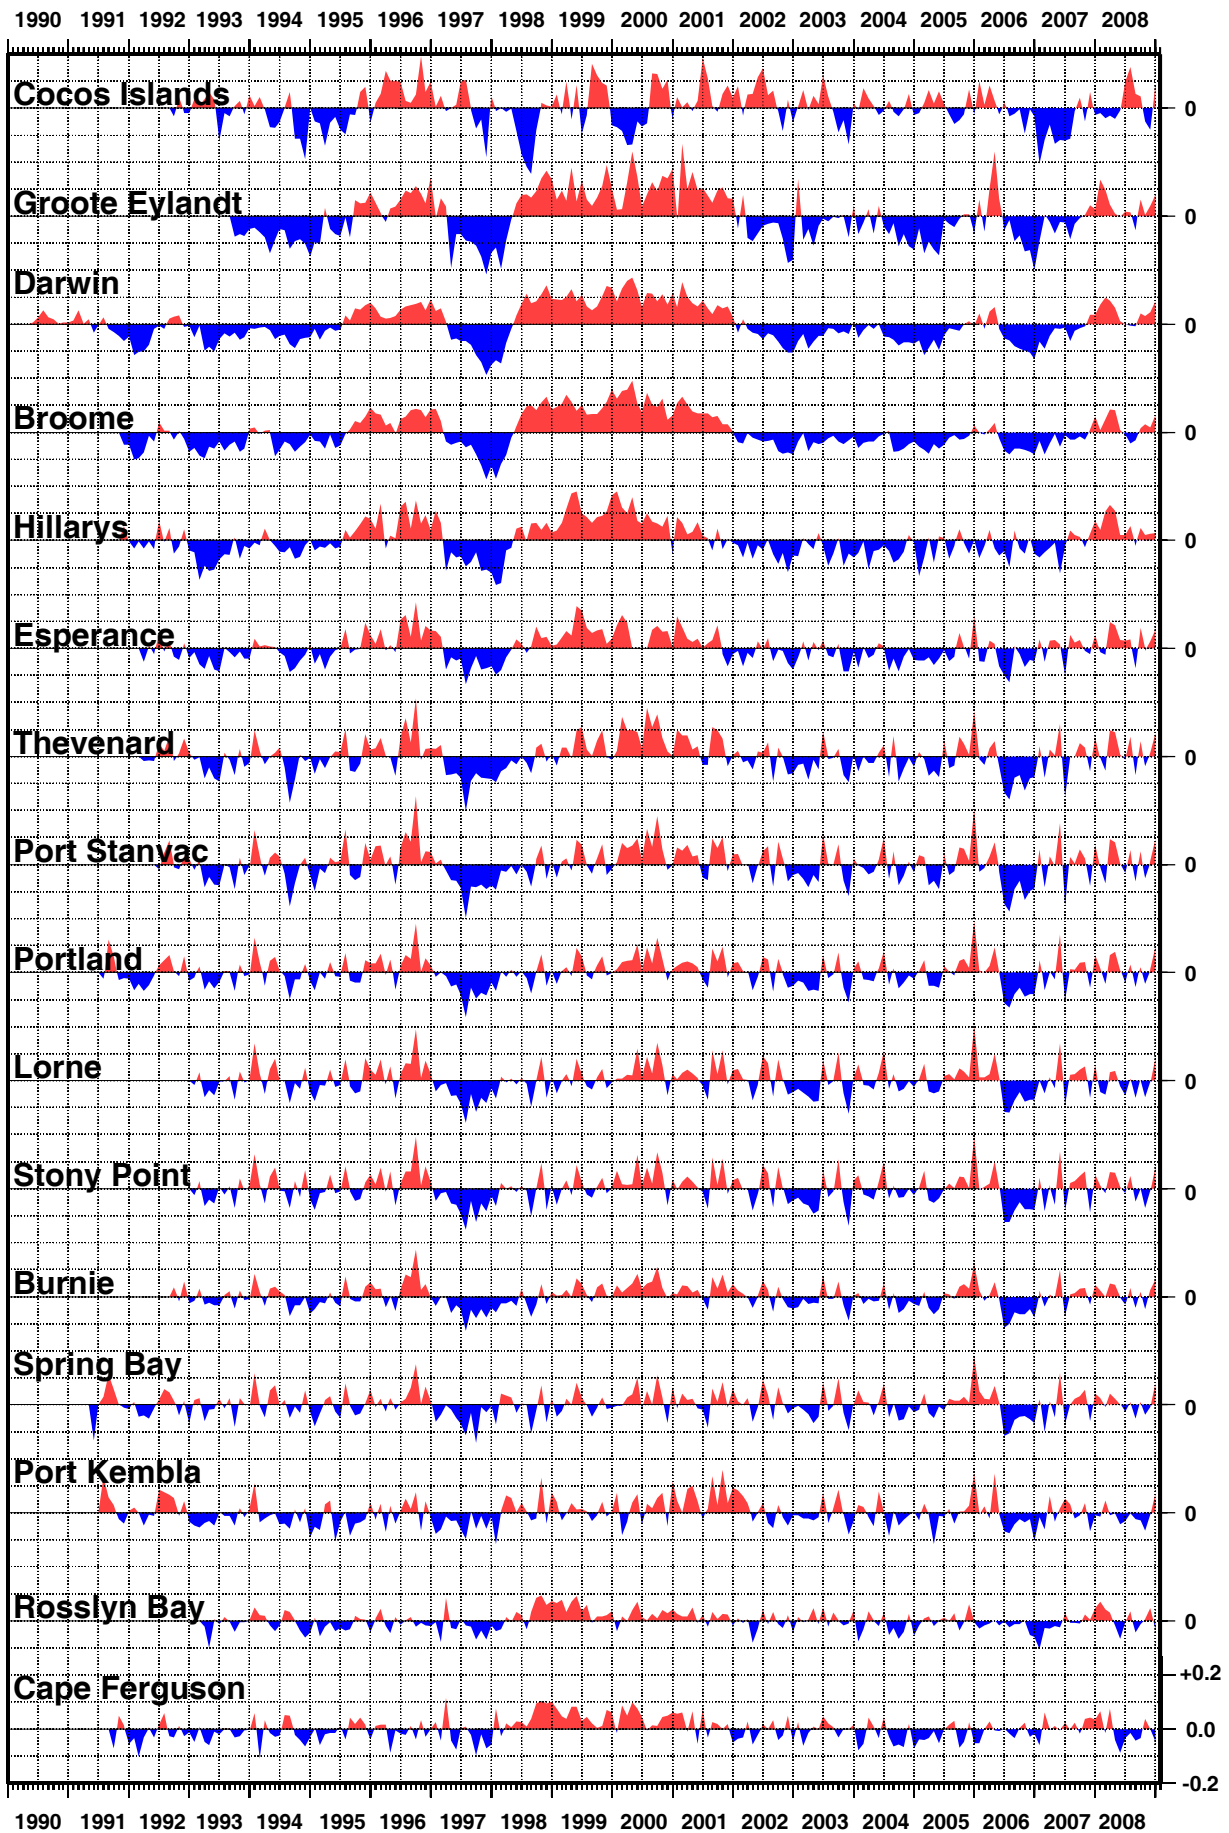 1990 1991 1992 1993 1994 1995 1996 1997 1998 1999 2000 2001 2002 2003 2004 2005 2006 2007 2008
Cocos Islands 0
Groote Eylandt 0
Darwin 0
Broome 0
Hillarys 0
Esperance 0
Thevenard 0
Port Stanvac 0
Portland 0
Lorne 0
Stony Point 0
Burnie 0
Spring Bay 0
Port Kembla 0
Rosslyn Bay 0
+0.2
Cape Ferguson
0.0
-0.2
1990 1991 1992 1993 1994 1995 1996 1997 1998 1999 2000 2001 2002 2003 2004 2005 2006 2007 2008